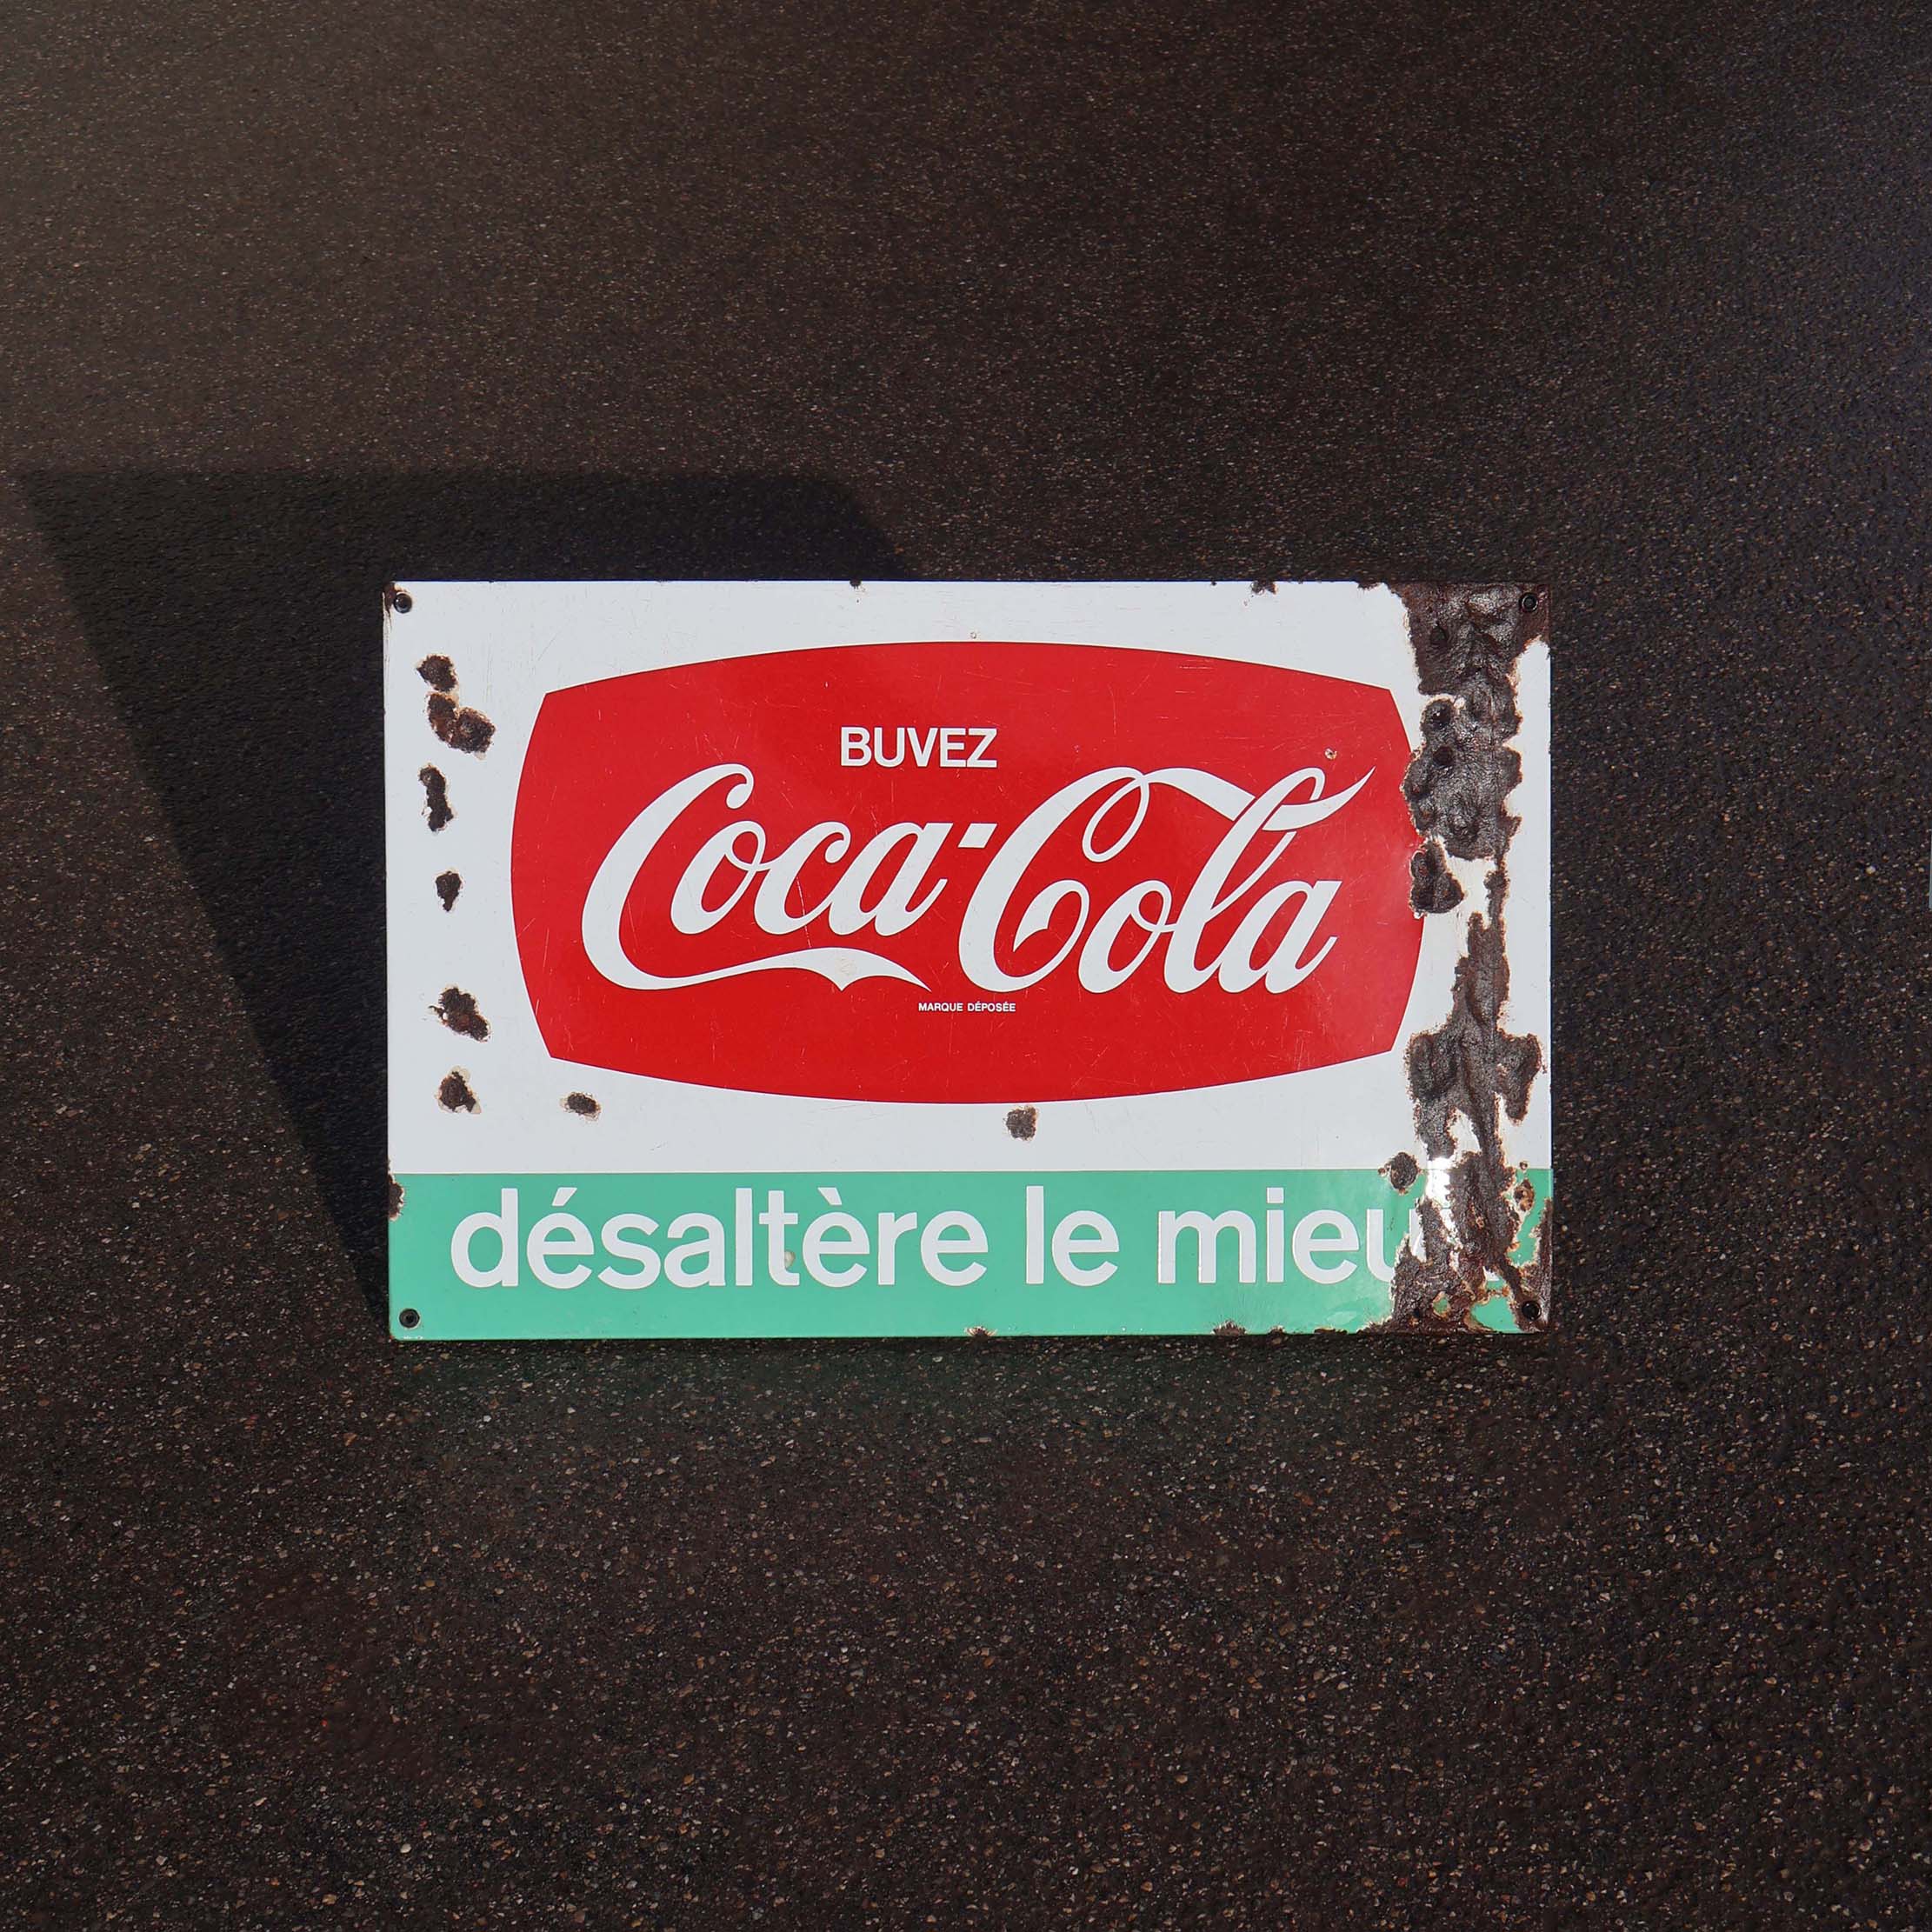 BUVEZ
Coca-Cola
MARQUE DÉPOSÉE
désaltère le mieu